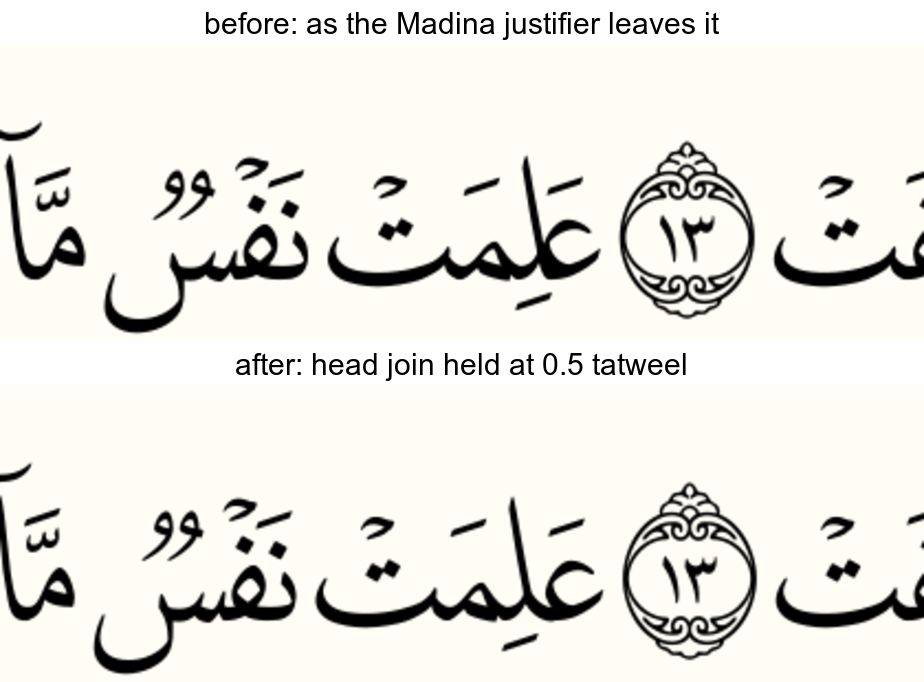 before: as the Madina justifier leaves it
فَتۡ ١٣ عَلِمَتۡ نَفۡسٞ مَّآ
after: head join held at 0.5 tatweel
فَتۡ ١٣ عَلِمَتۡ نَفۡسٞ مَّآ